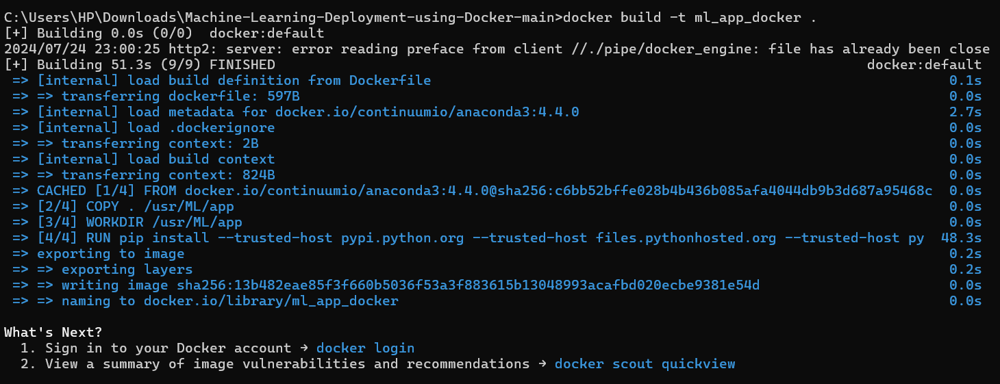 C:\Users\HP\Downloads\Machine-Learning-Deployment-using-Docker-main>docker build -t ml_app_docker .
[+] Building 0.0s (0/0)  docker:default
2024/07/24 23:00:25 http2: server: error reading preface from client //./pipe/docker_engine: file has already been close
[+] Building 51.3s (9/9) FINISHED docker:default
=> [internal] load build definition from Dockerfile 0.1s
=> => transferring dockerfile: 597B 0.0s
=> [internal] load metadata for docker.io/continuumio/anaconda3:4.4.0 2.7s
=> [internal] load .dockerignore 0.0s
=> => transferring context: 2B 0.0s
=> [internal] load build context 0.0s
=> => transferring context: 824B 0.0s
=> CACHED [1/4] FROM docker.io/continuumio/anaconda3:4.4.0@sha256:c6bb52bffe028b4b436b085afa4044db9b3d687a95468c 0.0s
=> [2/4] COPY . /usr/ML/app 0.0s
=> [3/4] WORKDIR /usr/ML/app 0.0s
=> [4/4] RUN pip install --trusted-host pypi.python.org --trusted-host files.pythonhosted.org --trusted-host py 48.3s
=> exporting to image 0.2s
=> => exporting layers 0.2s
=> => writing image sha256:13b482eae85f3f660b5036f53a3f883615b13048993acafbd020ecbe9381e54d 0.0s
=> => naming to docker.io/library/ml_app_docker 0.0s
What's Next?
1. Sign in to your Docker account → docker login
2. View a summary of image vulnerabilities and recommendations → docker scout quickview